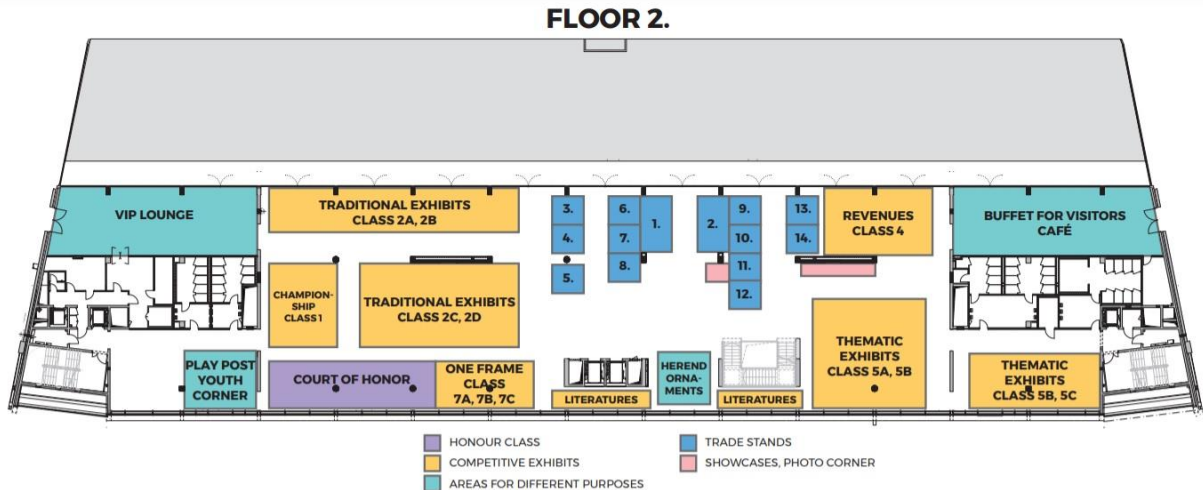 FLOOR 2.
VIP LOUNGE
TRADITIONAL EXHIBITS
CLASS 2A, 2B
3.
4.
5.
6.
7.
8.
1.
2.
9.
10.
11.
12.
13.
14.
REVENUES
CLASS 4
BUFFET FOR VISITORS
CAFÉ
CHAMPION-
SHIP
CLASS 1
TRADITIONAL EXHIBITS
CLASS 2C, 2D
THEMATIC
EXHIBITS
CLASS 5A, 5B
PLAY POST
YOUTH
CORNER
COURT OF HONOR
ONE FRAME
CLASS
7A, 7B, 7C
LITERATURES
HEREND
ORNA-
MENTS
LITERATURES
THEMATIC
EXHIBITS
CLASS 5B, 5C
HONOUR CLASS
COMPETITIVE EXHIBITS
AREAS FOR DIFFERENT PURPOSES
TRADE STANDS
SHOWCASES, PHOTO CORNER